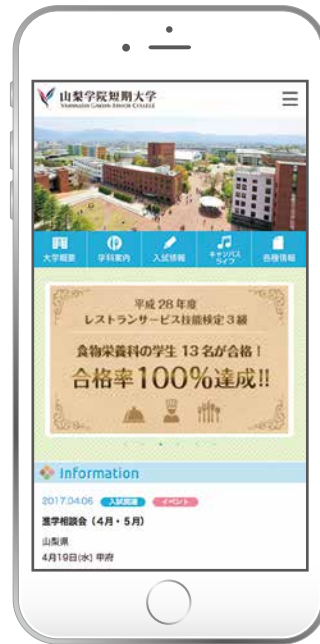 山梨学院短期大学
YAMANASHI GAKUIN JUNIOR COLLEGE
大学概要 学科案内 入試情報 キャンパスライフ 各種情報
平成28年度
レストランサービス技能検定3級
食物栄養科の学生13名が合格！
合格率100%達成!!
Information
2017.04.06 入試関連 イベント
進学相談会（4月・5月）
山梨県
4月19日(水) 甲府